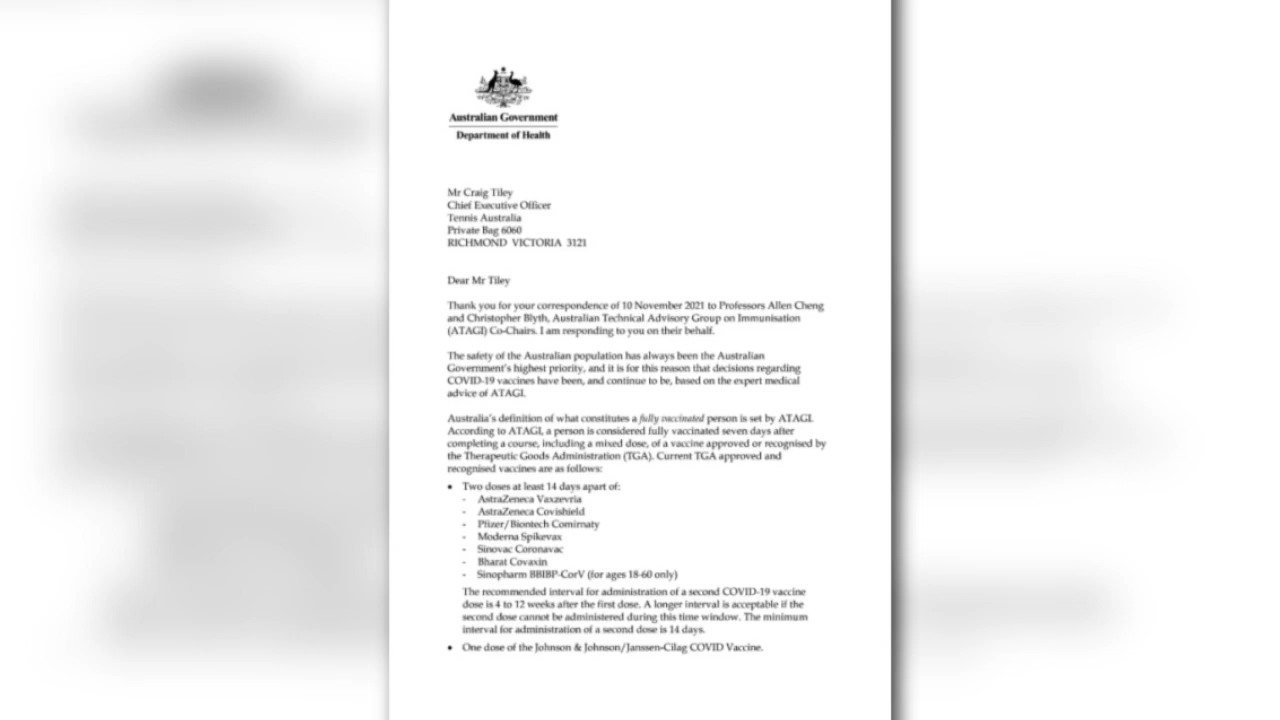 Australian Government
Department of Health
Mr Craig Tiley
Chief Executive Officer
Tennis Australia
Private Bag 6060
RICHMOND VICTORIA 3121
Dear Mr Tiley
Thank you for your correspondence of 10 November 2021 to Professors Allen Cheng
and Christopher Blyth, Australian Technical Advisory Group on Immunisation
(ATAGI) Co-Chairs. I am responding to you on their behalf.
The safety of the Australian population has always been the Australian
Government's highest priority, and it is for this reason that decisions regarding
COVID-19 vaccines have been, and continue to be, based on the expert medical
advice of ATAGI.
Australia's definition of what constitutes a fully vaccinated person is set by ATAGI.
According to ATAGI, a person is considered fully vaccinated seven days after
completing a course, including a mixed dose, of a vaccine approved or recognised by
the Therapeutic Goods Administration (TGA). Current TGA approved and
recognised vaccines are as follows:
• Two doses at least 14 days apart of:
- AstraZeneca Vaxzevria
- AstraZeneca Covishield
- Pfizer/Biontech Comirnaty
- Moderna Spikevax
- Sinovac Coronavac
- Bharat Covaxin
- Sinopharm BBIBP-CorV (for ages 18-60 only)
The recommended interval for administration of a second COVID-19 vaccine
dose is 4 to 12 weeks after the first dose. A longer interval is acceptable if the
second dose cannot be administered during this time window. The minimum
interval for administration of a second dose is 14 days.
• One dose of the Johnson & Johnson/Janssen-Cilag COVID Vaccine.